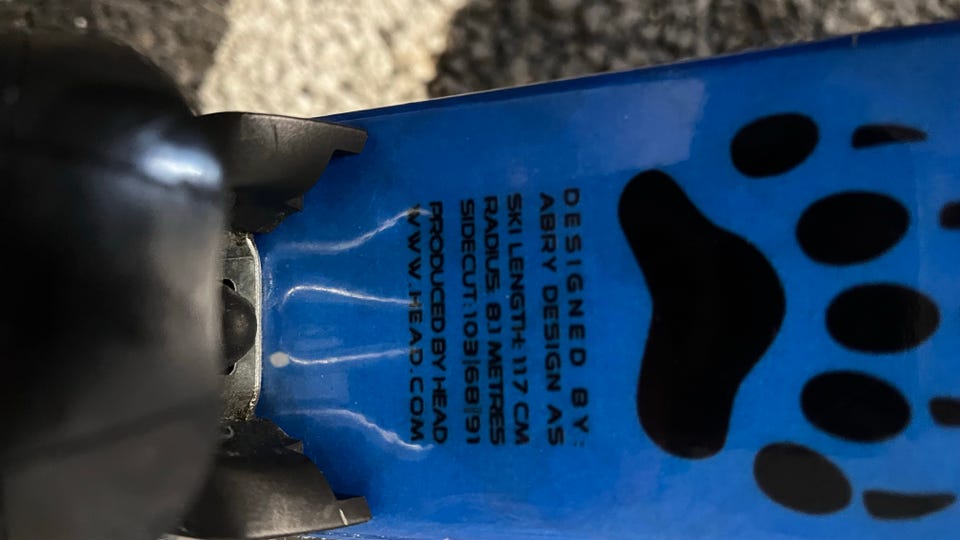 DESIGNED BY:
ABRY DESIGN AS
SKI LENGTH: 117 CM
RADIUS: 8.1 METRES
SIDECUT: 103|68|91
PRODUCED BY HEAD
WWW.HEAD.COM